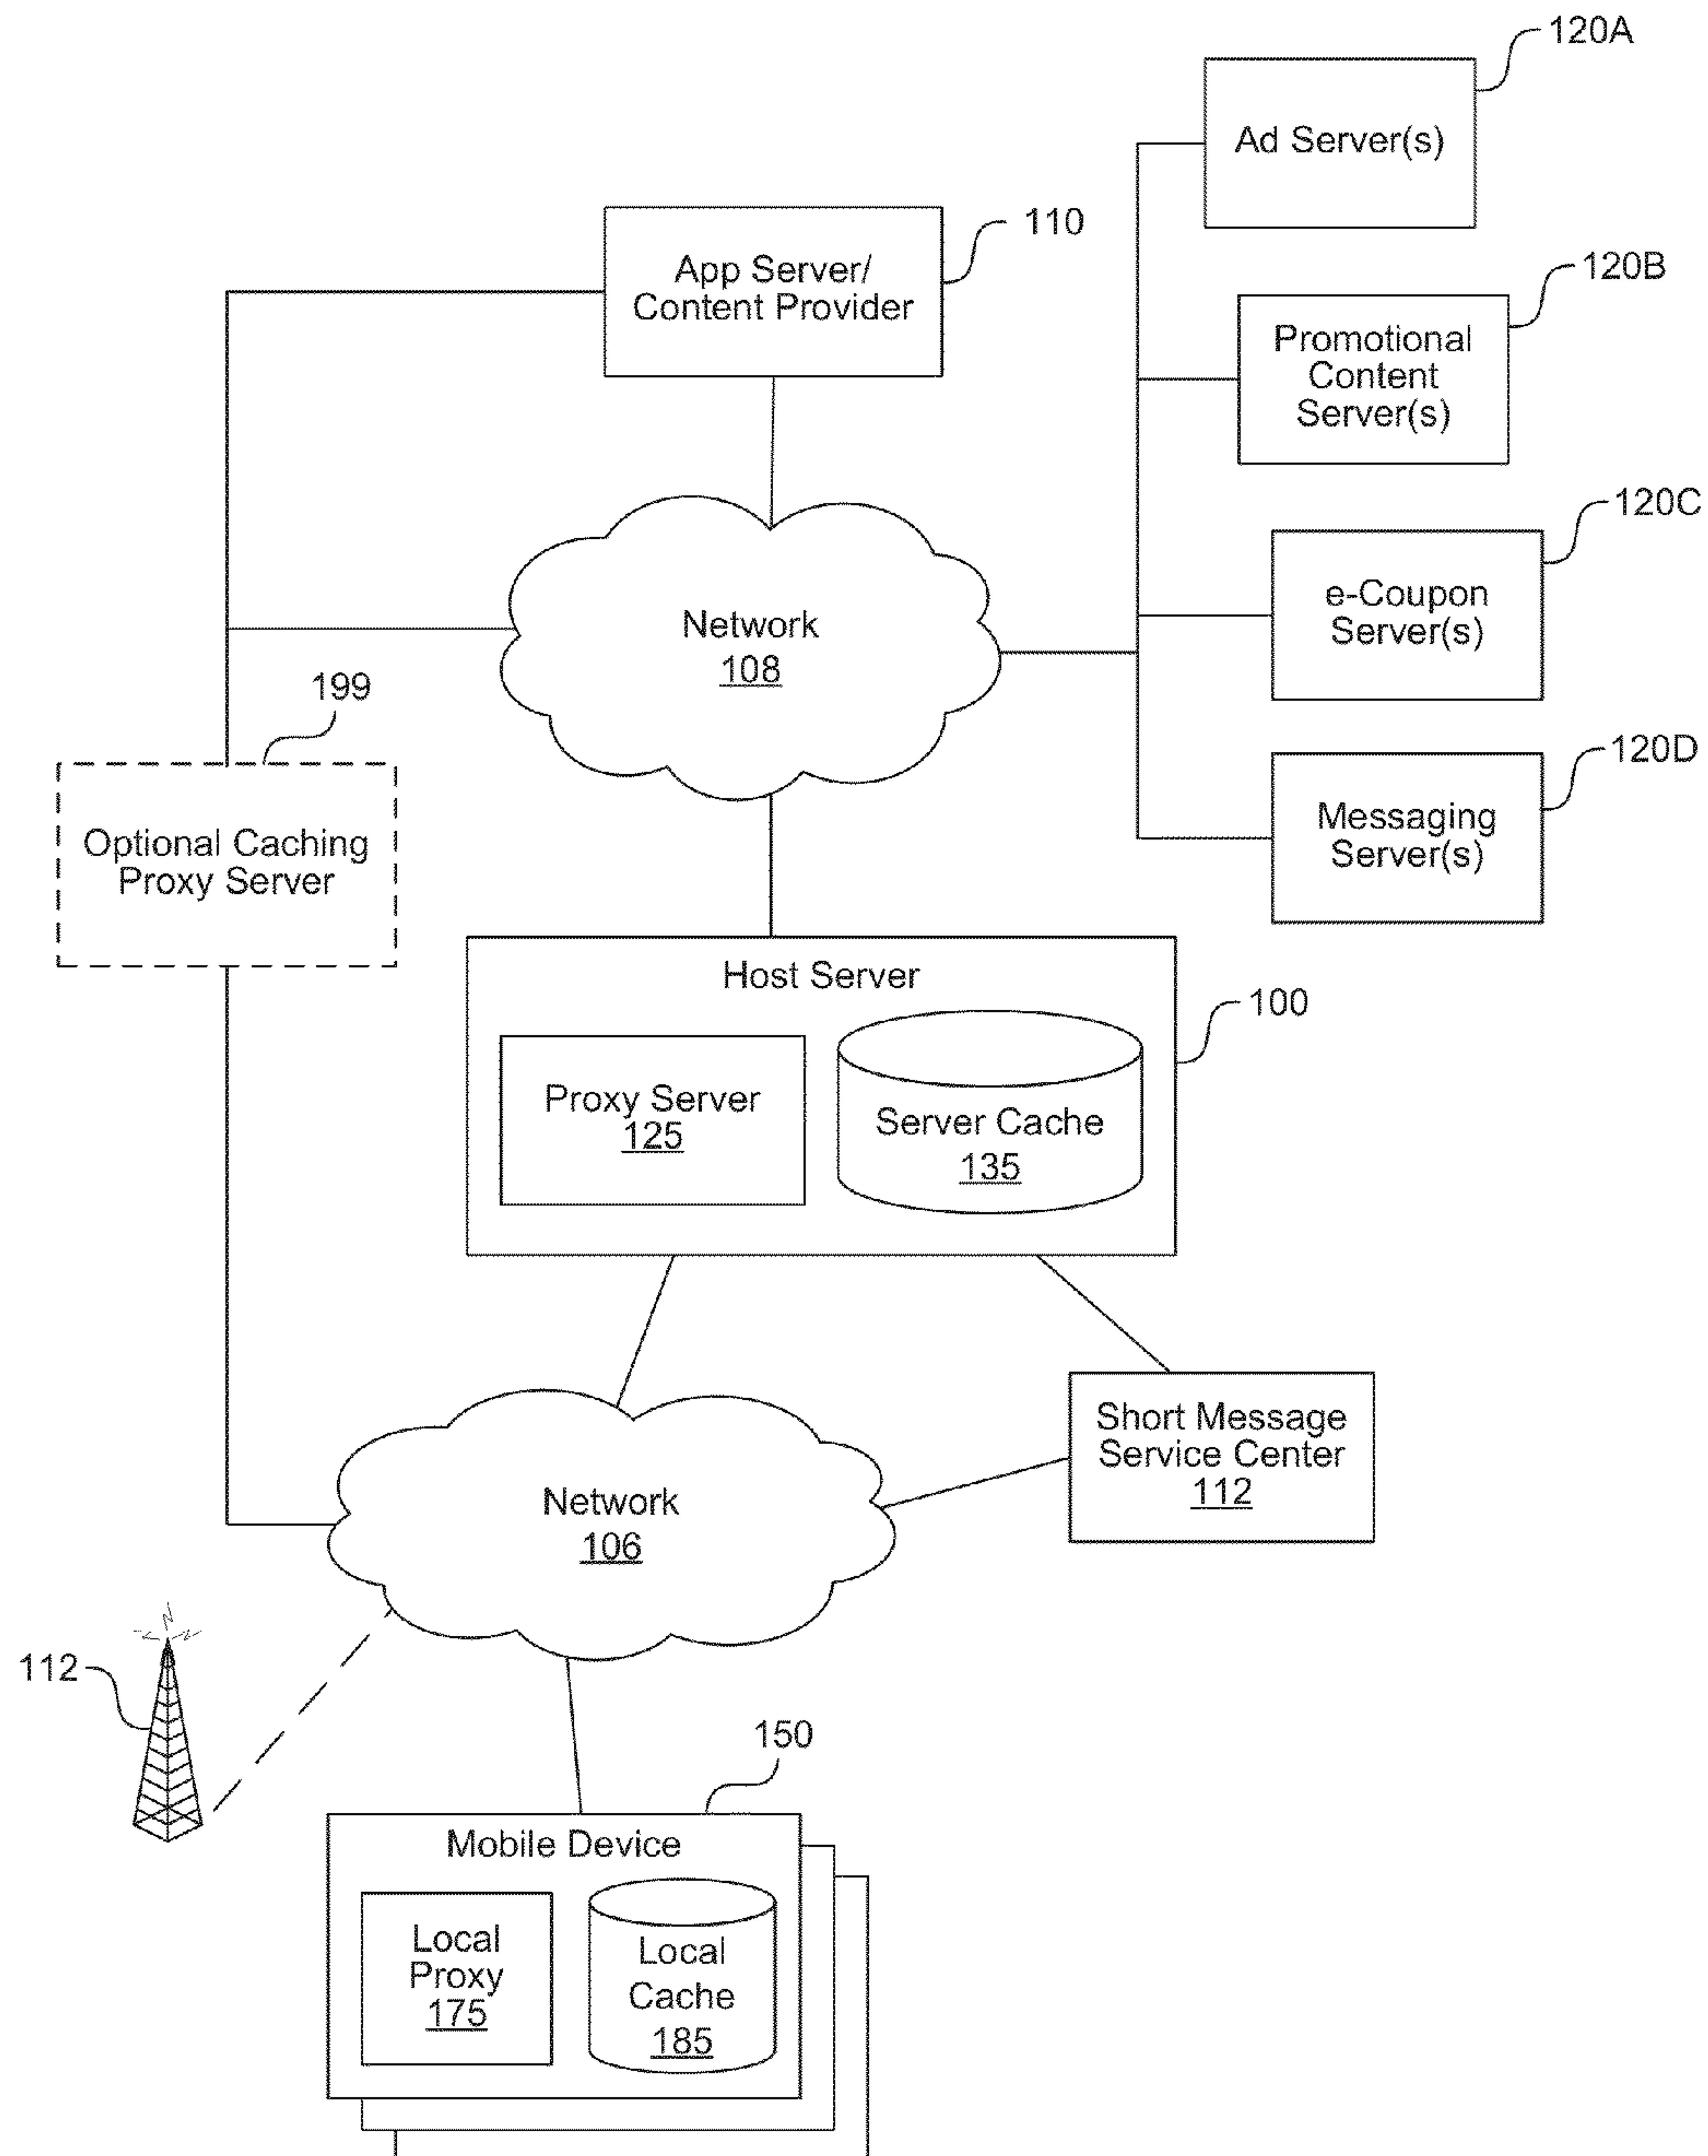 120A
Ad Server(s)
110
App Server/
Content Provider
120B
Promotional
Content
Server(s)
120C
e-Coupon
Server(s)
Network
108
199
120D
Messaging
Server(s)
Optional Caching
Proxy Server
Host Server
100
Proxy Server
125
Server Cache
135
Short Message
Service Center
112
Network
106
112
150
Mobile Device
Local
Proxy
175
Local
Cache
185